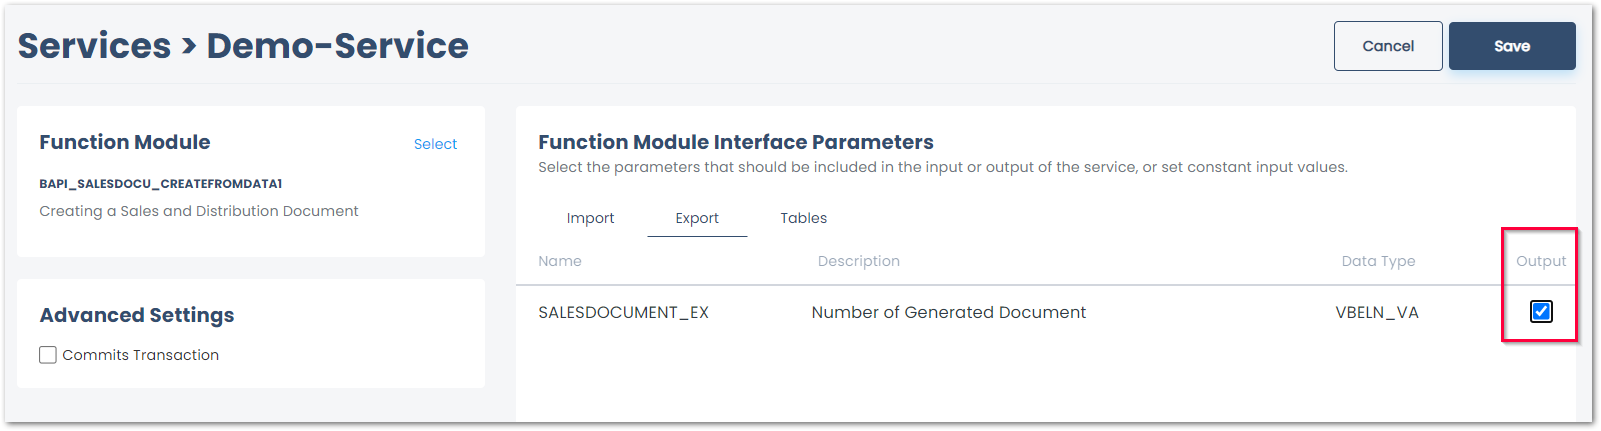 Services > Demo-Service
Cancel
Save
Function Module
Select
BAPI_SALESDOCU_CREATEFROMDATA1
Creating a Sales and Distribution Document
Advanced Settings
Commits Transaction
Function Module Interface Parameters
Select the parameters that should be included in the input or output of the service, or set constant input values.
Import Export Tables
Name Description Data Type Output
SALESDOCUMENT_EX Number of Generated Document VBELN_VA